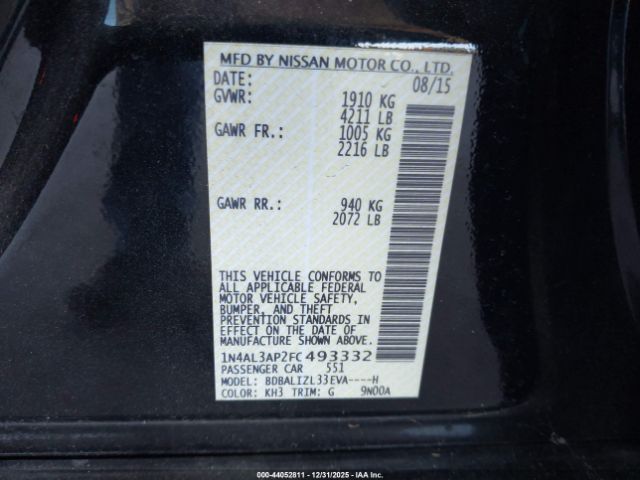 MFD BY NISSAN MOTOR CO., LTD.
DATE: 08/15
GVWR: 1910 KG
4211 LB
GAWR FR.: 1005 KG
2216 LB
GAWR RR.: 940 KG
2072 LB
THIS VEHICLE CONFORMS TO
ALL APPLICABLE FEDERAL
MOTOR VEHICLE SAFETY,
BUMPER, AND THEFT
PREVENTION STANDARDS IN
EFFECT ON THE DATE OF
MANUFACTURE SHOWN ABOVE.
1N4AL3AP2FC493332
PASSENGER CAR 551
MODEL: BDBALIZL33EVA----H
COLOR: KH3 TRIM: G 9N00A
000-44052811 - 12/31/2025 - IAA Inc.